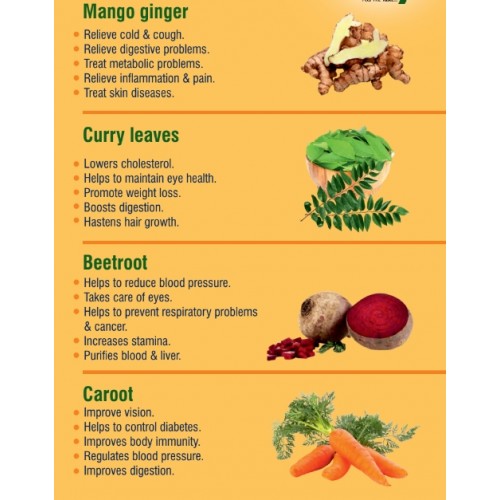 Mango ginger
• Relieve cold & cough.
• Relieve digestive problems.
• Treat metabolic problems.
• Relieve inflammation & pain.
• Treat skin diseases.
Curry leaves
• Lowers cholesterol.
• Helps to maintain eye health.
• Promote weight loss.
• Boosts digestion.
• Hastens hair growth.
Beetroot
• Helps to reduce blood pressure.
• Takes care of eyes.
• Helps to prevent respiratory problems
& cancer.
• Increases stamina.
• Purifies blood & liver.
Caroot
• Improve vision.
• Helps to control diabetes.
• Improves body immunity.
• Regulates blood pressure.
• Improves digestion.